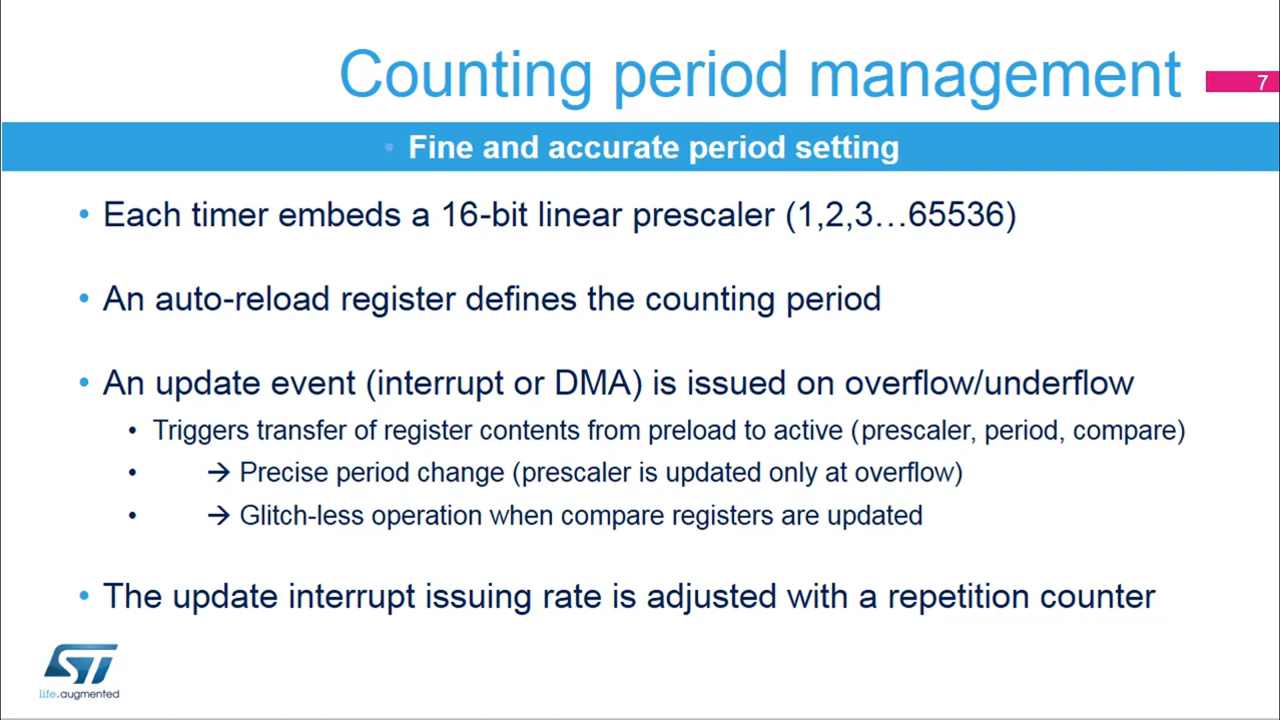 Counting period management
7
• Fine and accurate period setting
• Each timer embeds a 16-bit linear prescaler (1,2,3…65536)
• An auto-reload register defines the counting period
• An update event (interrupt or DMA) is issued on overflow/underflow
• Triggers transfer of register contents from preload to active (prescaler, period, compare)
• → Precise period change (prescaler is updated only at overflow)
• → Glitch-less operation when compare registers are updated
• The update interrupt issuing rate is adjusted with a repetition counter
ST
life.augmented